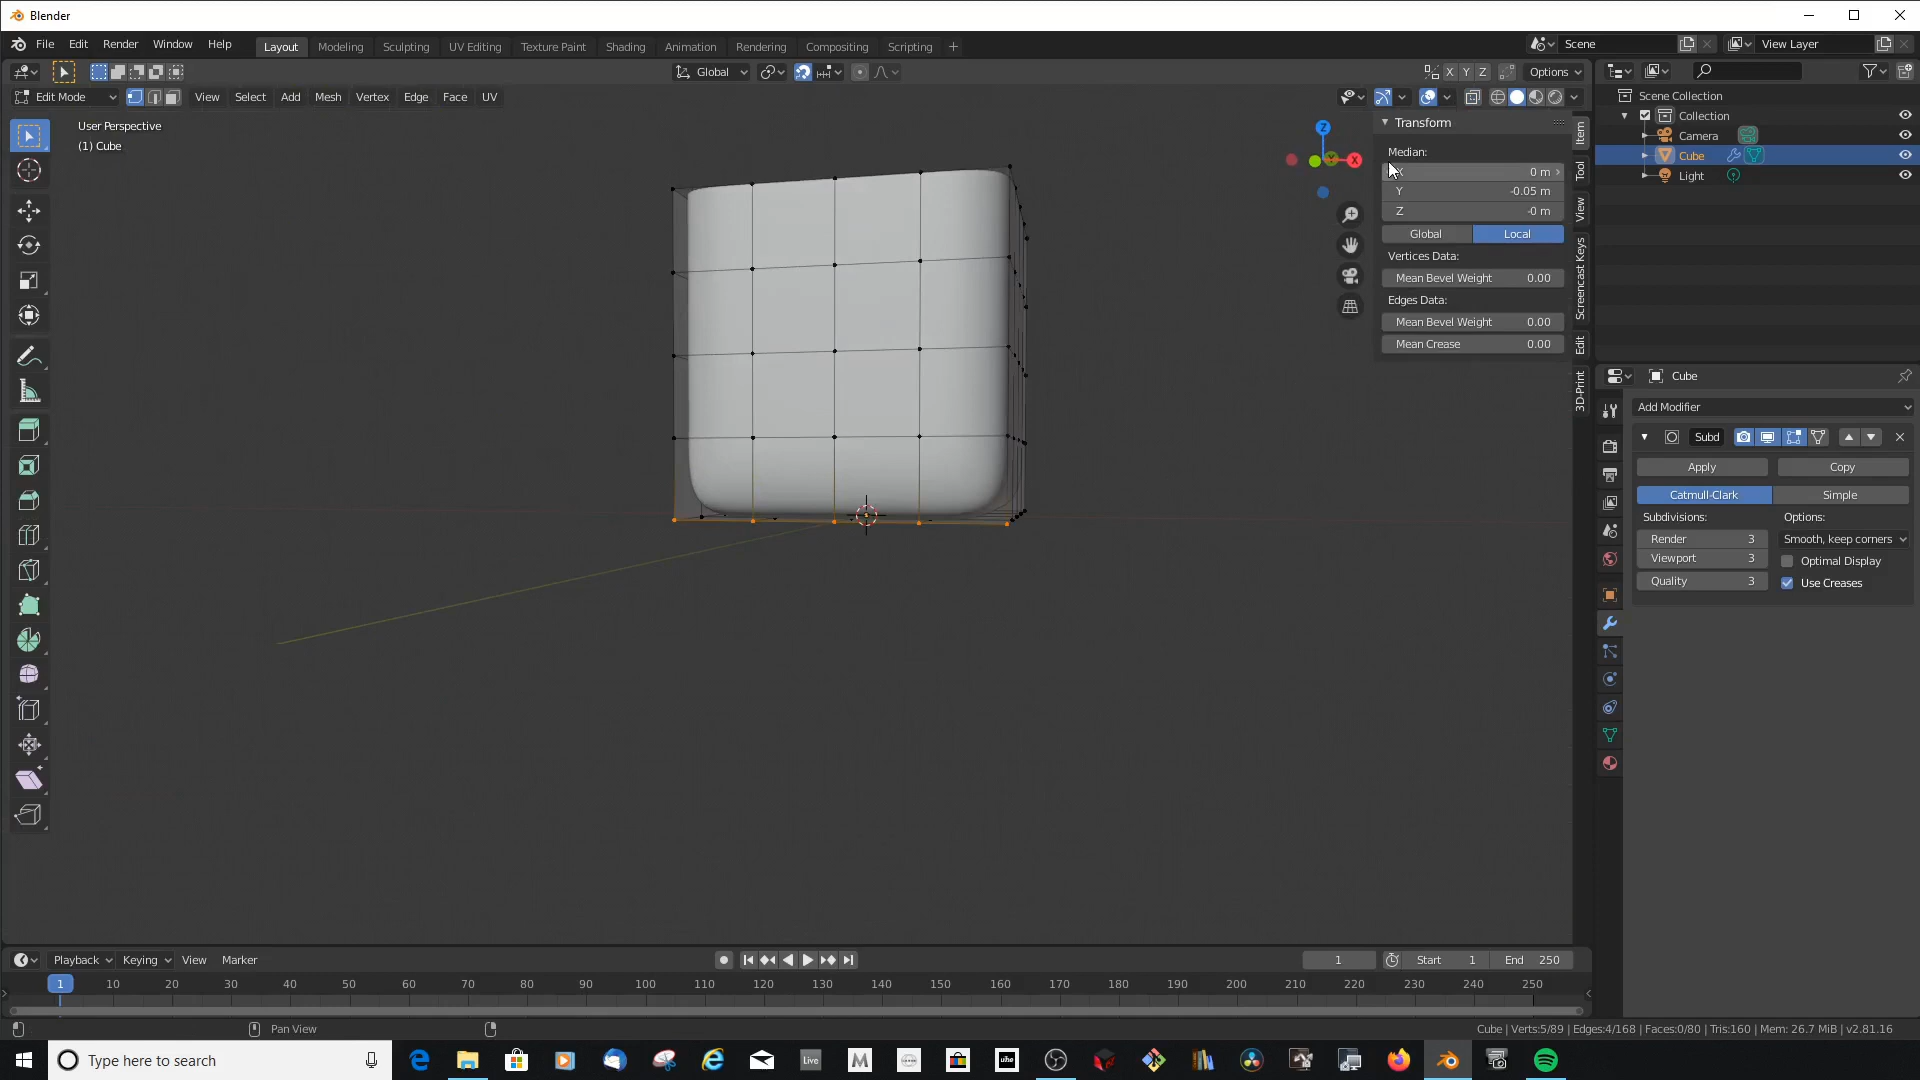 Blender
File Edit Render Window Help Layout Modeling Sculpting UV Editing Texture Paint Shading Animation Rendering Compositing Scripting + Scene View Layer
Global X Y Z Options
Edit Mode View Select Add Mesh Vertex Edge Face UV
User Perspective
(1) Cube
Z
X
Transform
Median:
X 0 m
Y -0.05 m
Z -0 m
Global Local
Vertices Data:
Mean Bevel Weight 0.00
Edges Data:
Mean Bevel Weight 0.00
Mean Crease 0.00
Item
Tool
View
Screencast Keys
Edit
3D-Print
Scene Collection
Collection
Camera
Cube
Light
Cube
Add Modifier
Subd
Apply Copy
Catmull-Clark Simple
Subdivisions: Options:
Render 3 Smooth, keep corners
Viewport 3 Optimal Display
Quality 3 Use Creases
Playback Keying View Marker 1 Start 1 End 250
1 10 20 30 40 50 60 70 80 90 100 110 120 130 140 150 160 170 180 190 200 210 220 230 240 250
Pan View Cube | Verts:5/89 | Edges:4/168 | Faces:0/80 | Tris:160 | Mem: 26.7 MiB | v2.81.16
Type here to search
Live
M
uhe